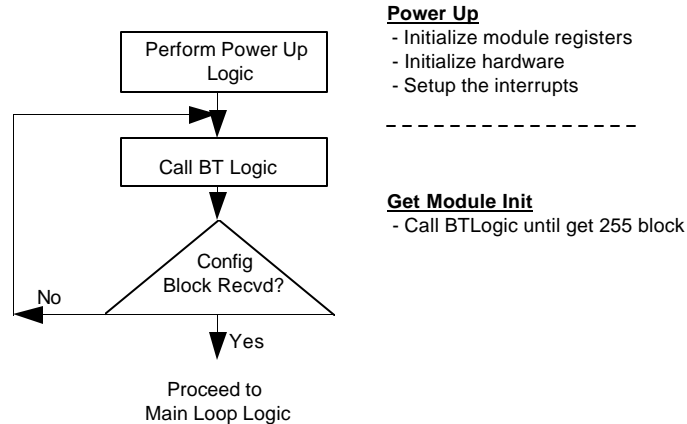 Perform Power Up
Logic
Call BT Logic
Config
Block Recvd?
No
Yes
Proceed to
Main Loop Logic
Power Up
- Initialize module registers
- Initialize hardware
- Setup the interrupts
Get Module Init
- Call BTLogic until get 255 block